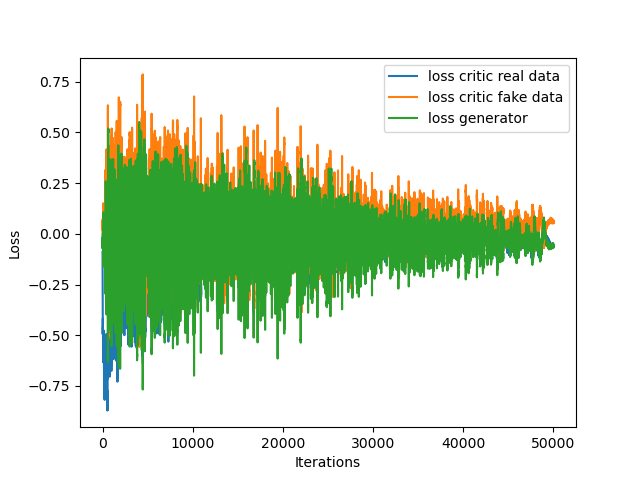 loss critic real data
loss critic fake data
loss generator
0.75
0.50
0.25
0.00
−0.25
−0.50
−0.75
Loss
0 10000 20000 30000 40000 50000
Iterations